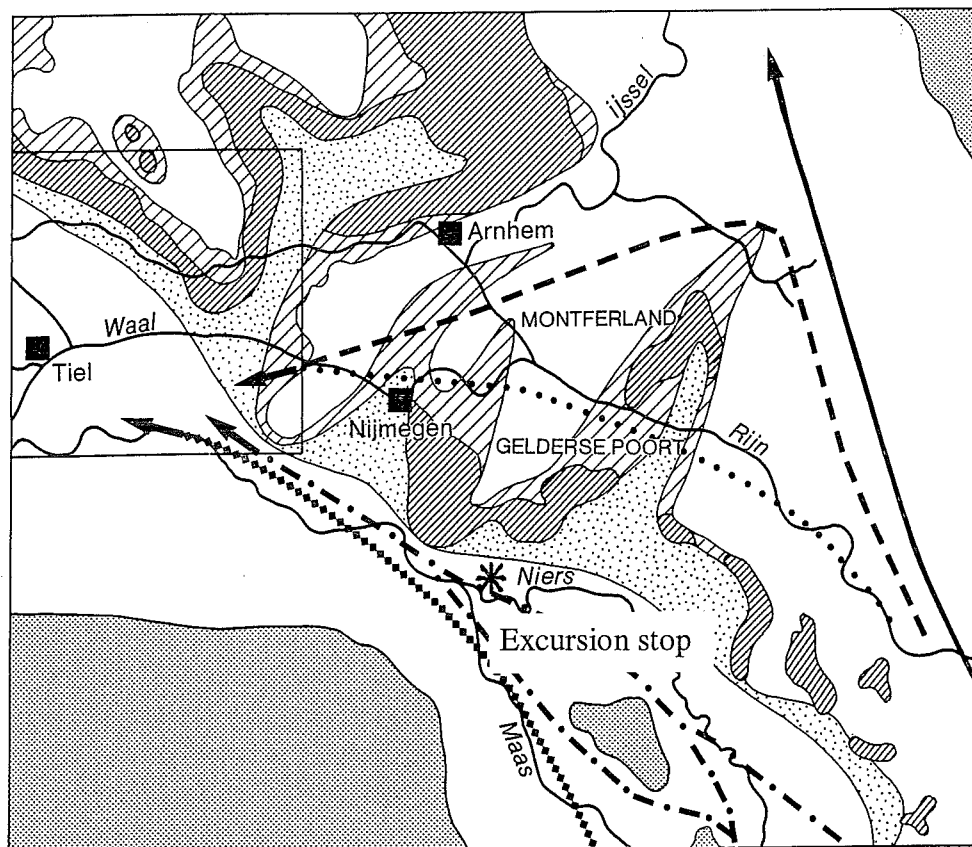 ijssel
Arnhem
MONTFERLAND
Waal
Tiel
Nijmegen
GELDERSE POORT
Rijn
Niers
Excursion stop
Maas